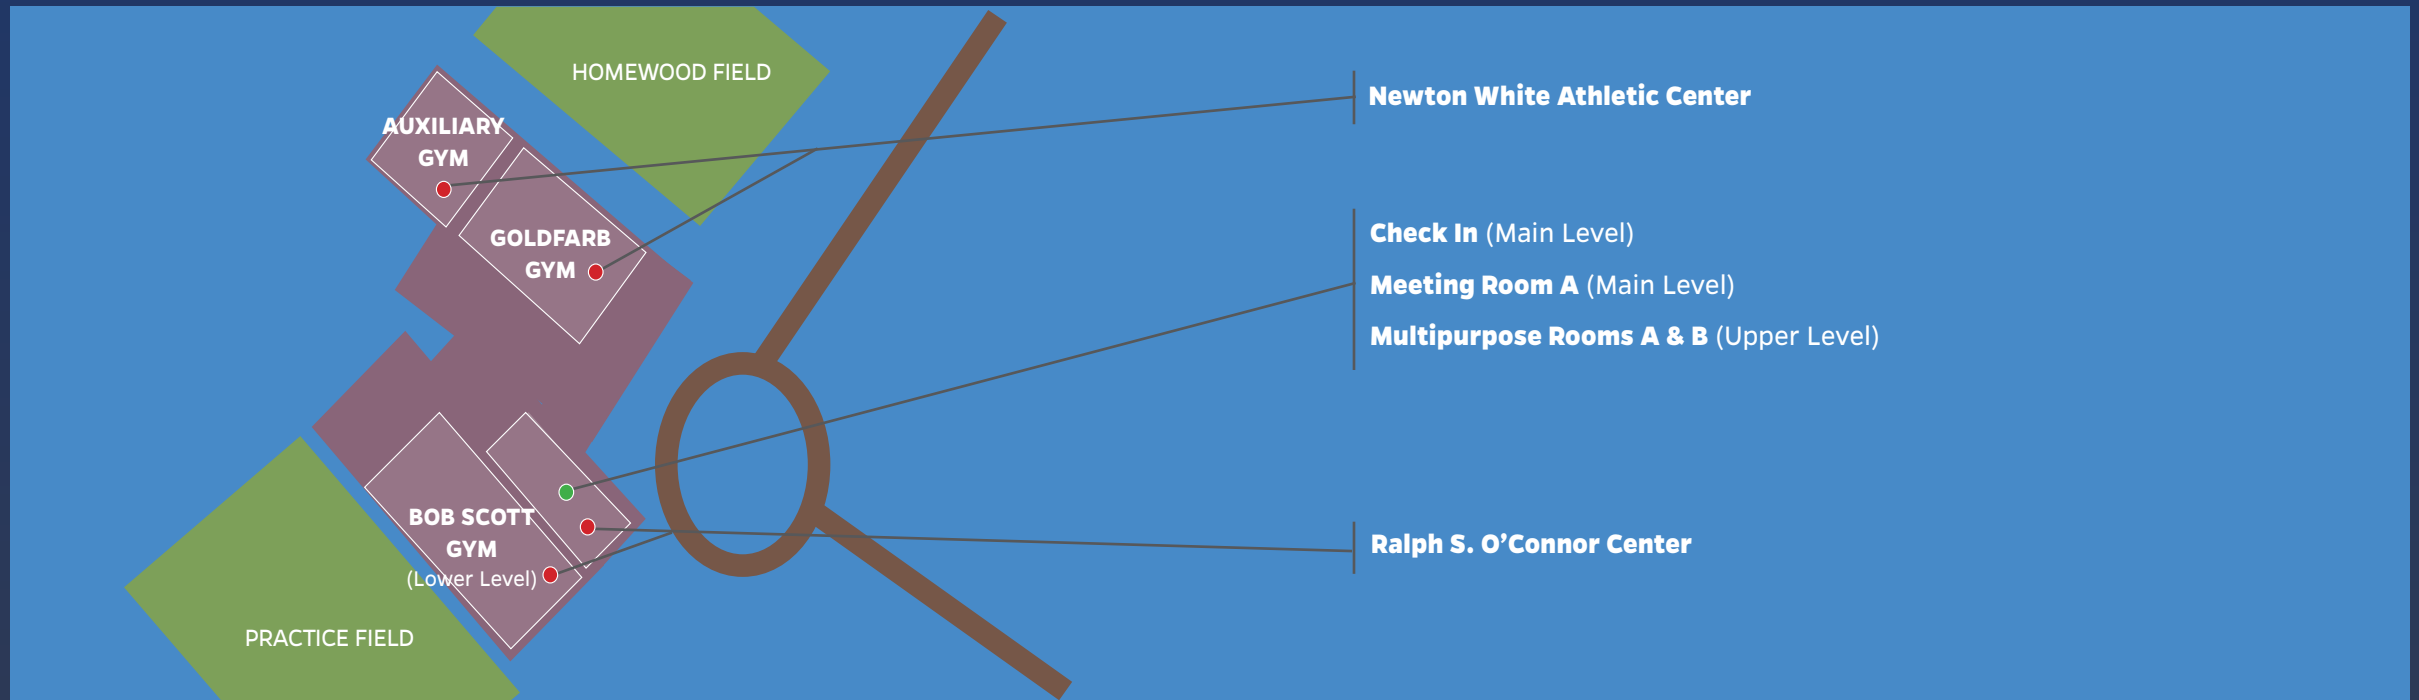 HOMEWOOD FIELD
AUXILIARY
GYM
GOLDFARB
GYM
BOB SCOTT
GYM
(Lower Level)
PRACTICE FIELD
Newton White Athletic Center
Check In (Main Level)
Meeting Room A (Main Level)
Multipurpose Rooms A & B (Upper Level)
Ralph S. O’Connor Center